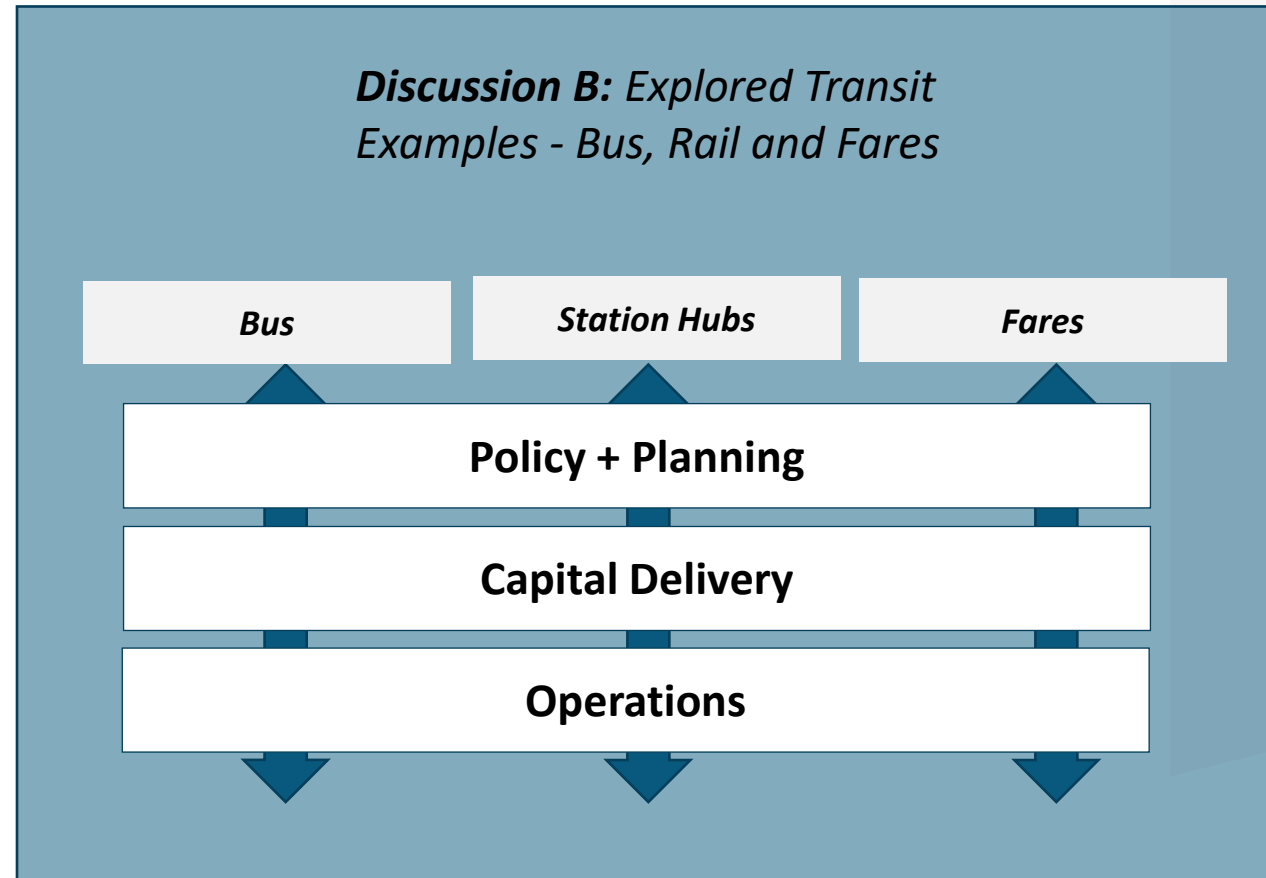 Discussion B: Explored Transit
Examples - Bus, Rail and Fares
Bus
Station Hubs
Fares
Policy + Planning
Capital Delivery
Operations